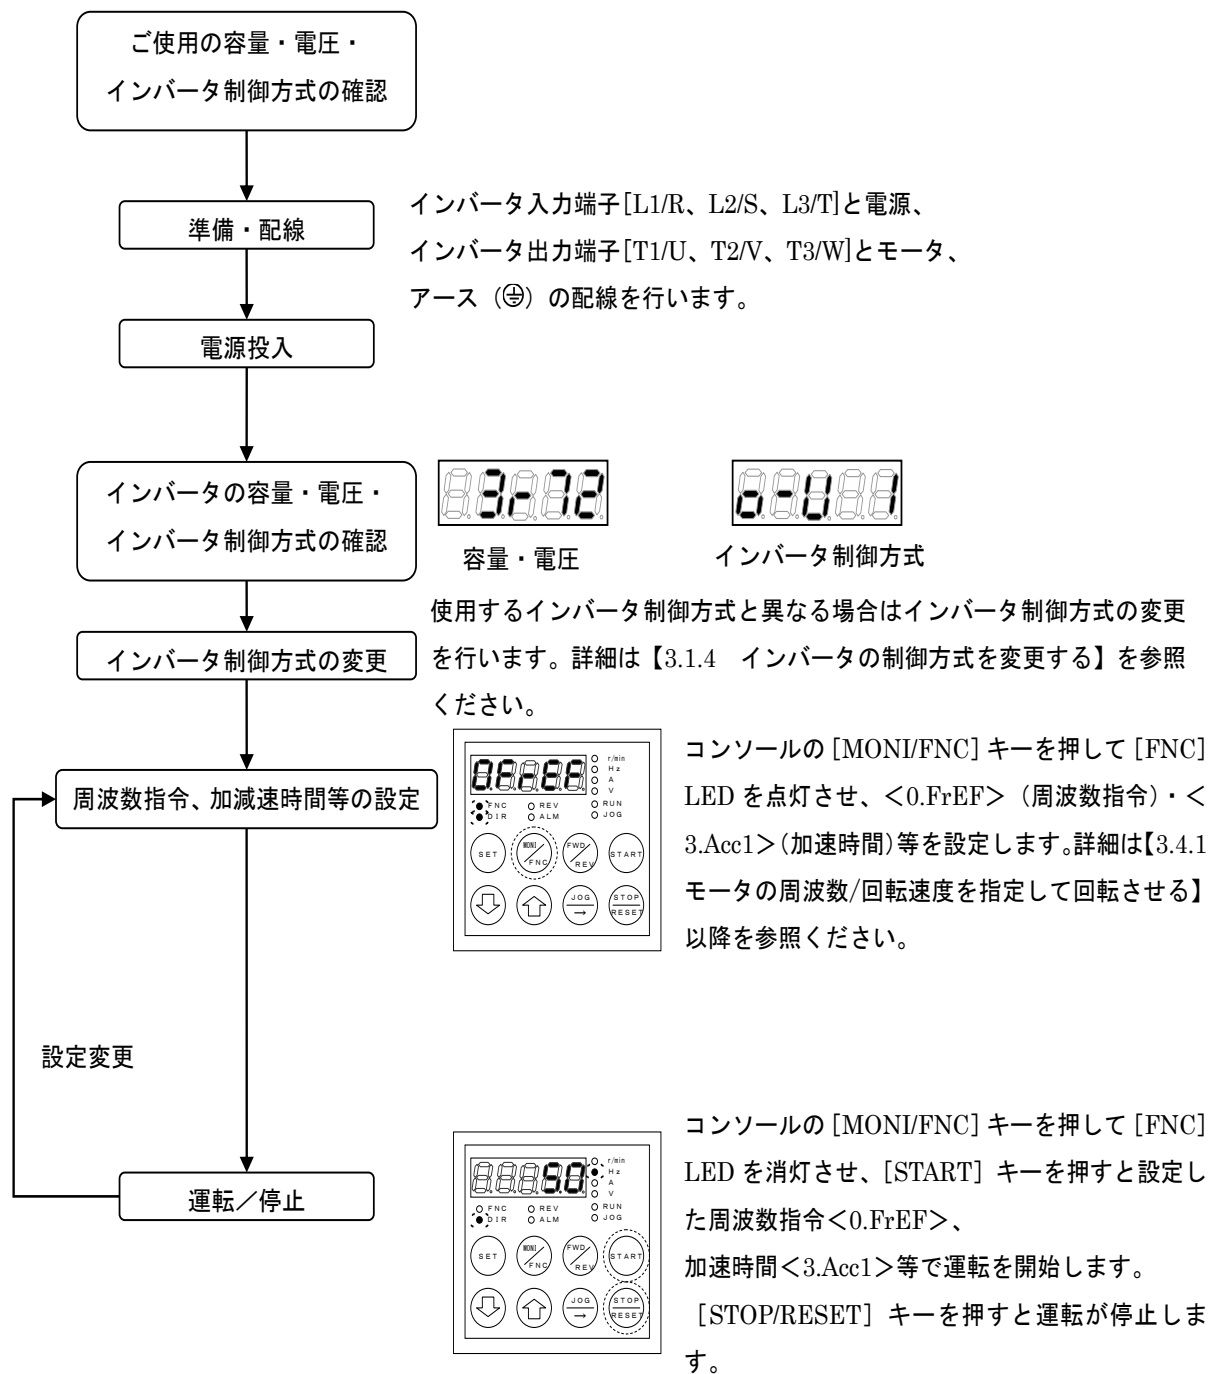 ご使用の容量・電圧・
インバータ制御方式の確認
準備・配線
インバータ入力端子[L1/R、L2/S、L3/T]と電源、
インバータ出力端子[T1/U、T2/V、T3/W]とモータ、
アース（⏚）の配線を行います。
電源投入
インバータの容量・電圧・
インバータ制御方式の確認
3r-72
o-U 1
容量・電圧
インバータ制御方式
使用するインバータ制御方式と異なる場合はインバータ制御方式の変更
を行います。詳細は【3.1.4　インバータの制御方式を変更する】を参照
ください。
インバータ制御方式の変更
周波数指令、加減速時間等の設定
0.FrEF
r/min
Hz
A
V
FNC REV RUN
DIR ALM JOG
SET MONI/FNC FWD/REV START
JOG → STOP/RESET
コンソールの［MONI/FNC］キーを押して［FNC］
LED を点灯させ、＜0.FrEF＞（周波数指令）・＜
3.Acc1＞（加速時間）等を設定します。詳細は【3.4.1
モータの周波数/回転速度を指定して回転させる】
以降を参照ください。
設定変更
運転／停止
5.0
r/min
Hz
A
V
FNC REV RUN
DIR ALM JOG
SET MONI/FNC FWD/REV START
JOG → STOP/RESET
コンソールの［MONI/FNC］キーを押して［FNC］
LED を消灯させ、［START］キーを押すと設定し
た周波数指令＜0.FrEF＞、
加速時間＜3.Acc1＞等で運転を開始します。
［STOP/RESET］キーを押すと運転が停止しま
す。